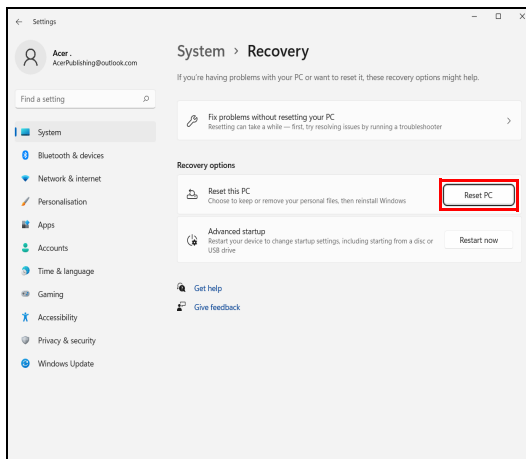 Settings
Acer .
AcerPublishing@outlook.com
Find a setting
System
Bluetooth & devices
Network & internet
Personalisation
Apps
Accounts
Time & language
Gaming
Accessibility
Privacy & security
Windows Update
System > Recovery
If you're having problems with your PC or want to reset it, these recovery options might help.
Fix problems without resetting your PC
Resetting can take a while — first, try resolving issues by running a troubleshooter
Recovery options
Reset this PC
Choose to keep or remove your personal files, then reinstall Windows
Reset PC
Advanced startup
Restart your device to change startup settings, including starting from a disc or
USB drive
Restart now
Get help
Give feedback